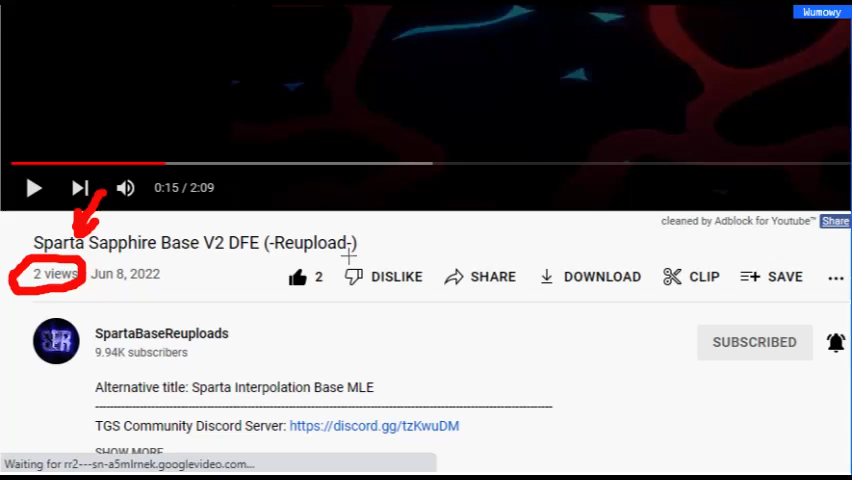 Wumowy
0:15 / 2:09
cleaned by Adblock for Youtube™ Share
Sparta Sapphire Base V2 DFE (-Reupload-)
2 views Jun 8, 2022 2 DISLIKE SHARE DOWNLOAD CLIP SAVE ...
SPR
SpartaBaseReuploads
9.94K subscribers
SUBSCRIBED
Alternative title: Sparta Interpolation Base MLE
--------------------------------------------------------------------------------
TGS Community Discord Server: https://discord.gg/tzKwuDM
SHOW MORE
Waiting for rr2---sn-a5mlrnek.googlevideo.com...